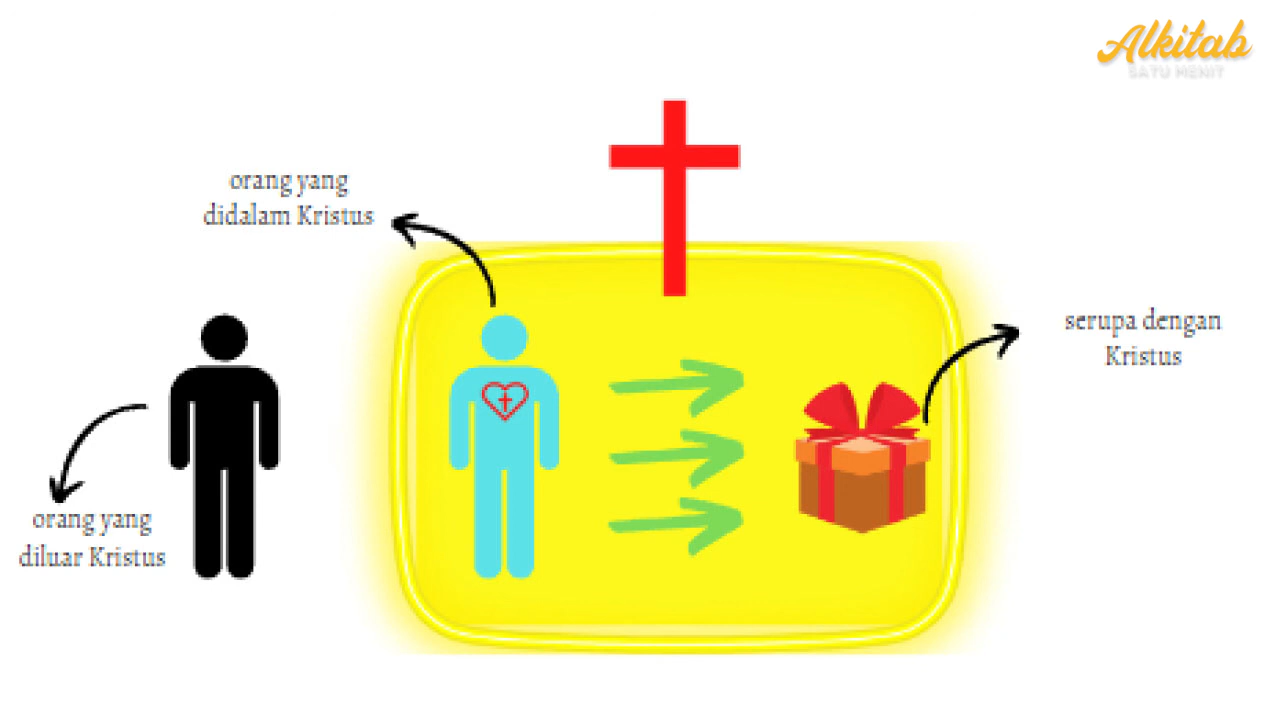 Alkitab
SATU MENIT
orang yang
didalam Kristus
serupa dengan
Kristus
orang yang
diluar Kristus